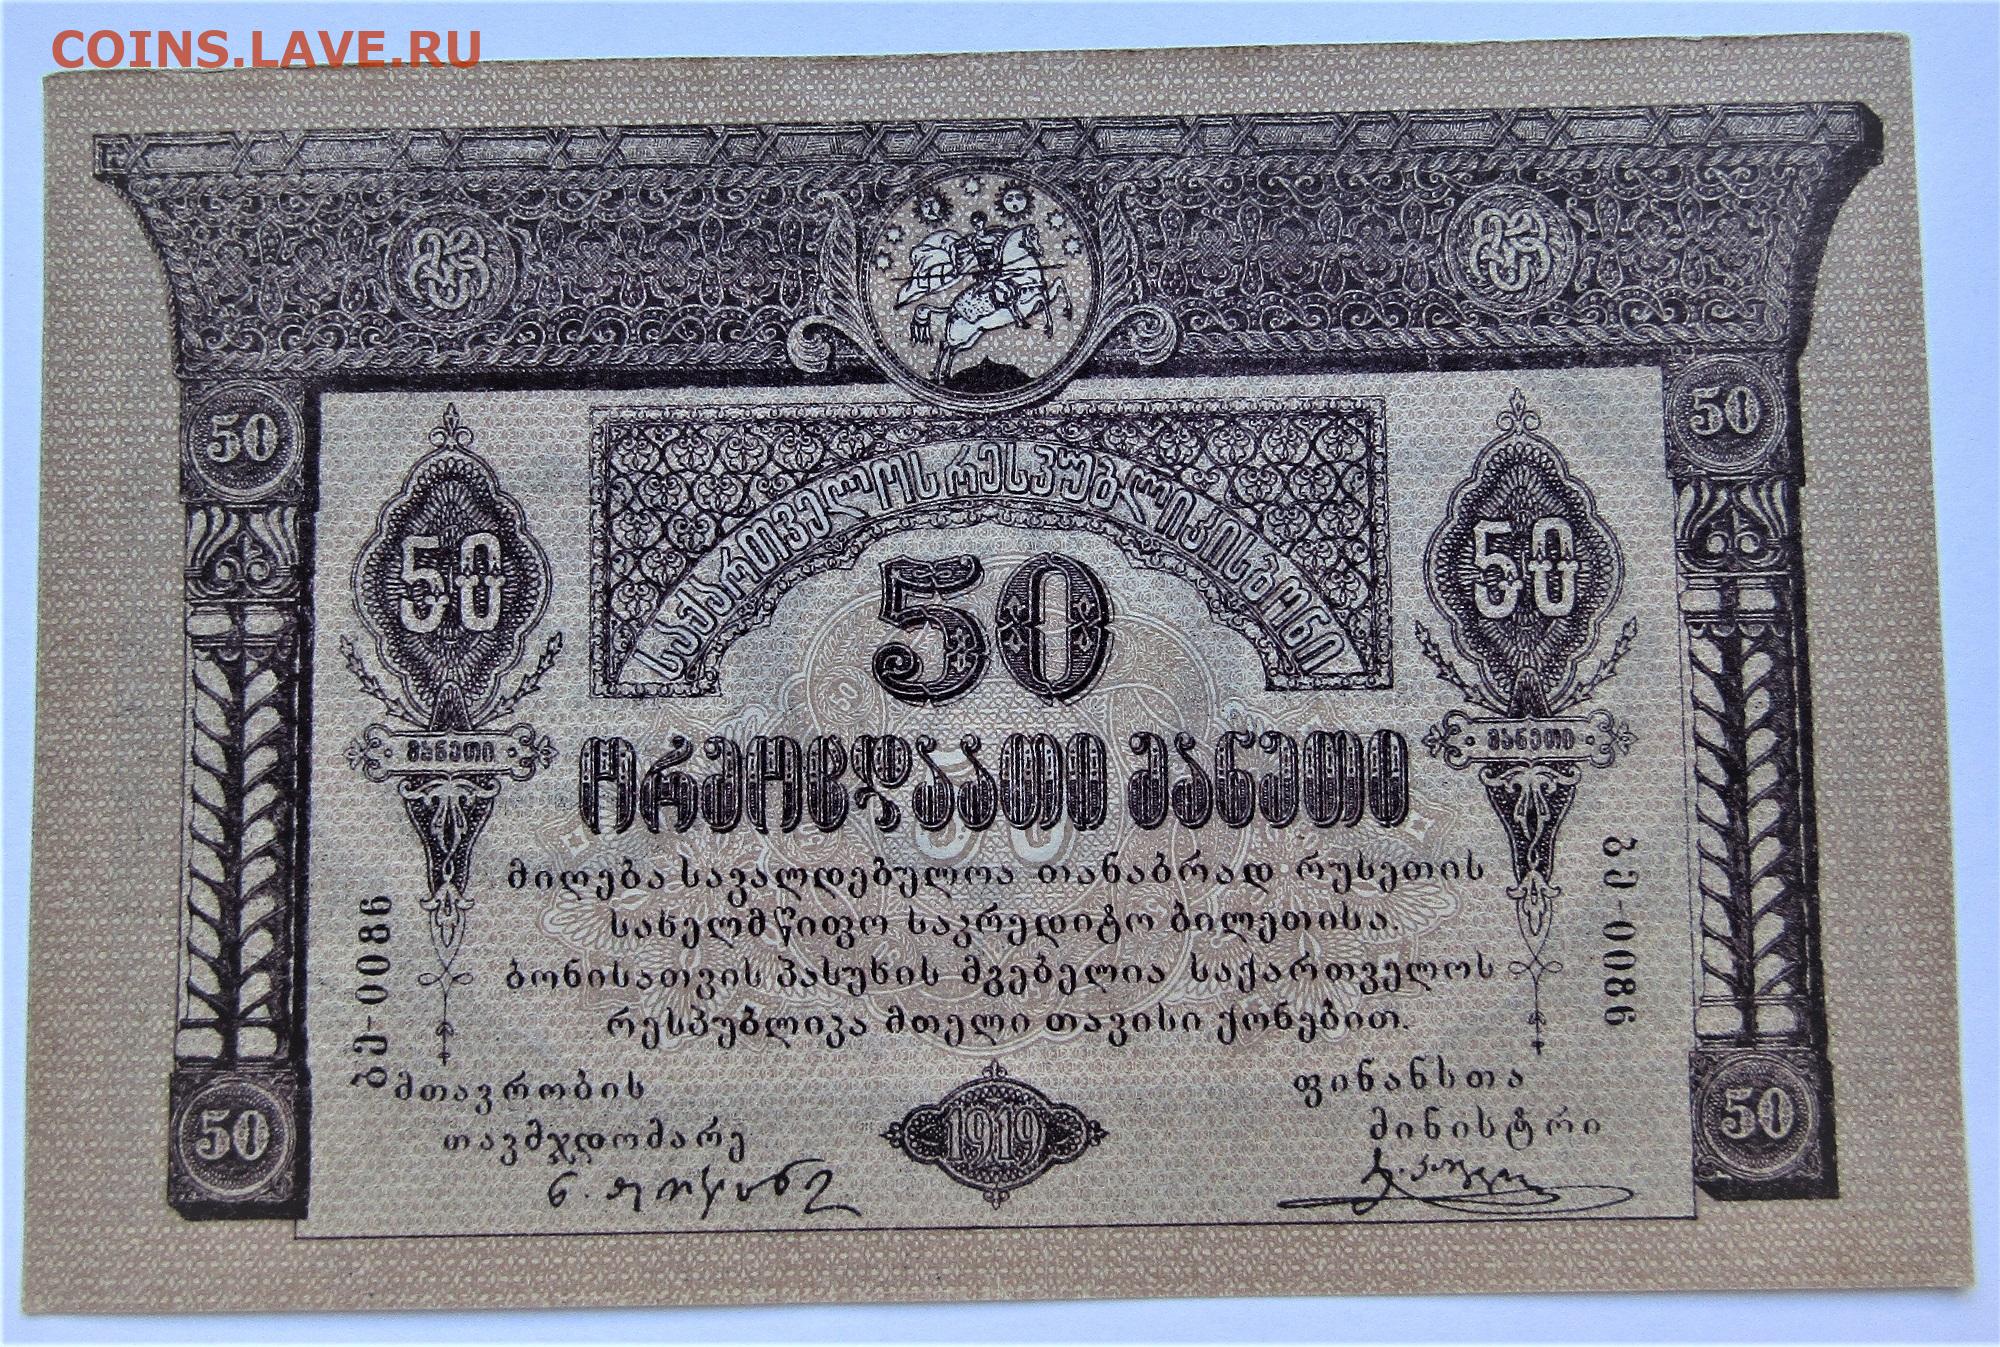 COINS.LAVE.RU
50
50
საქართველოს რესპუბლიკის ბონი
50
50
50
ორმოცდაათი მანეთი
მანეთი
მანეთი
მიღება სავალდებულოა თანაბრად რუსეთის
სახელმწიფო საკრედიტო ბილეთისა.
ბონისათვის პასუხის მგებელია საქართველოს
რესპუბლიკა მთელი თავისი ქონებით.
ბე-0086
ბე-0086
მთავრობის
თავმჯდომარე
ფინანსთა
მინისტრი
1919
50
50